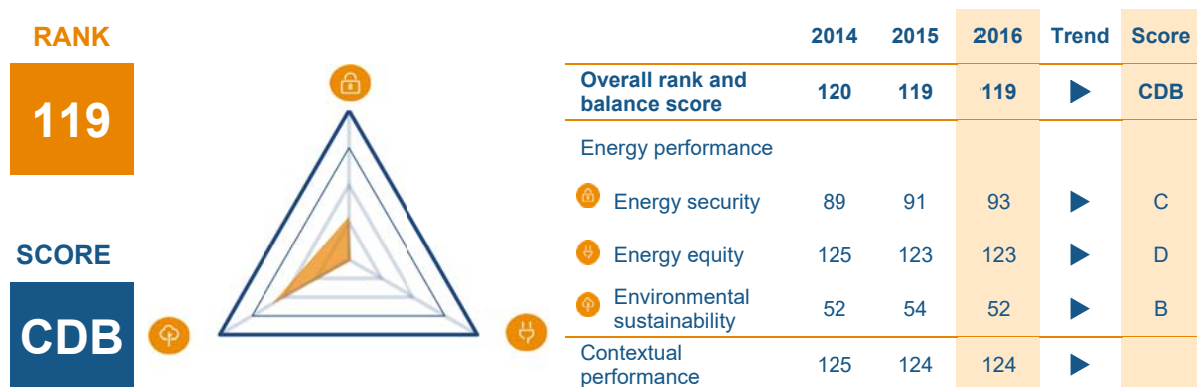 RANK
119
SCORE
CDB
2014 2015 2016 Trend Score
Overall rank and
balance score 120 119 119 CDB
Energy performance
Energy security 89 91 93 C
Energy equity 125 123 123 D
Environmental
sustainability 52 54 52 B
Contextual
performance 125 124 124